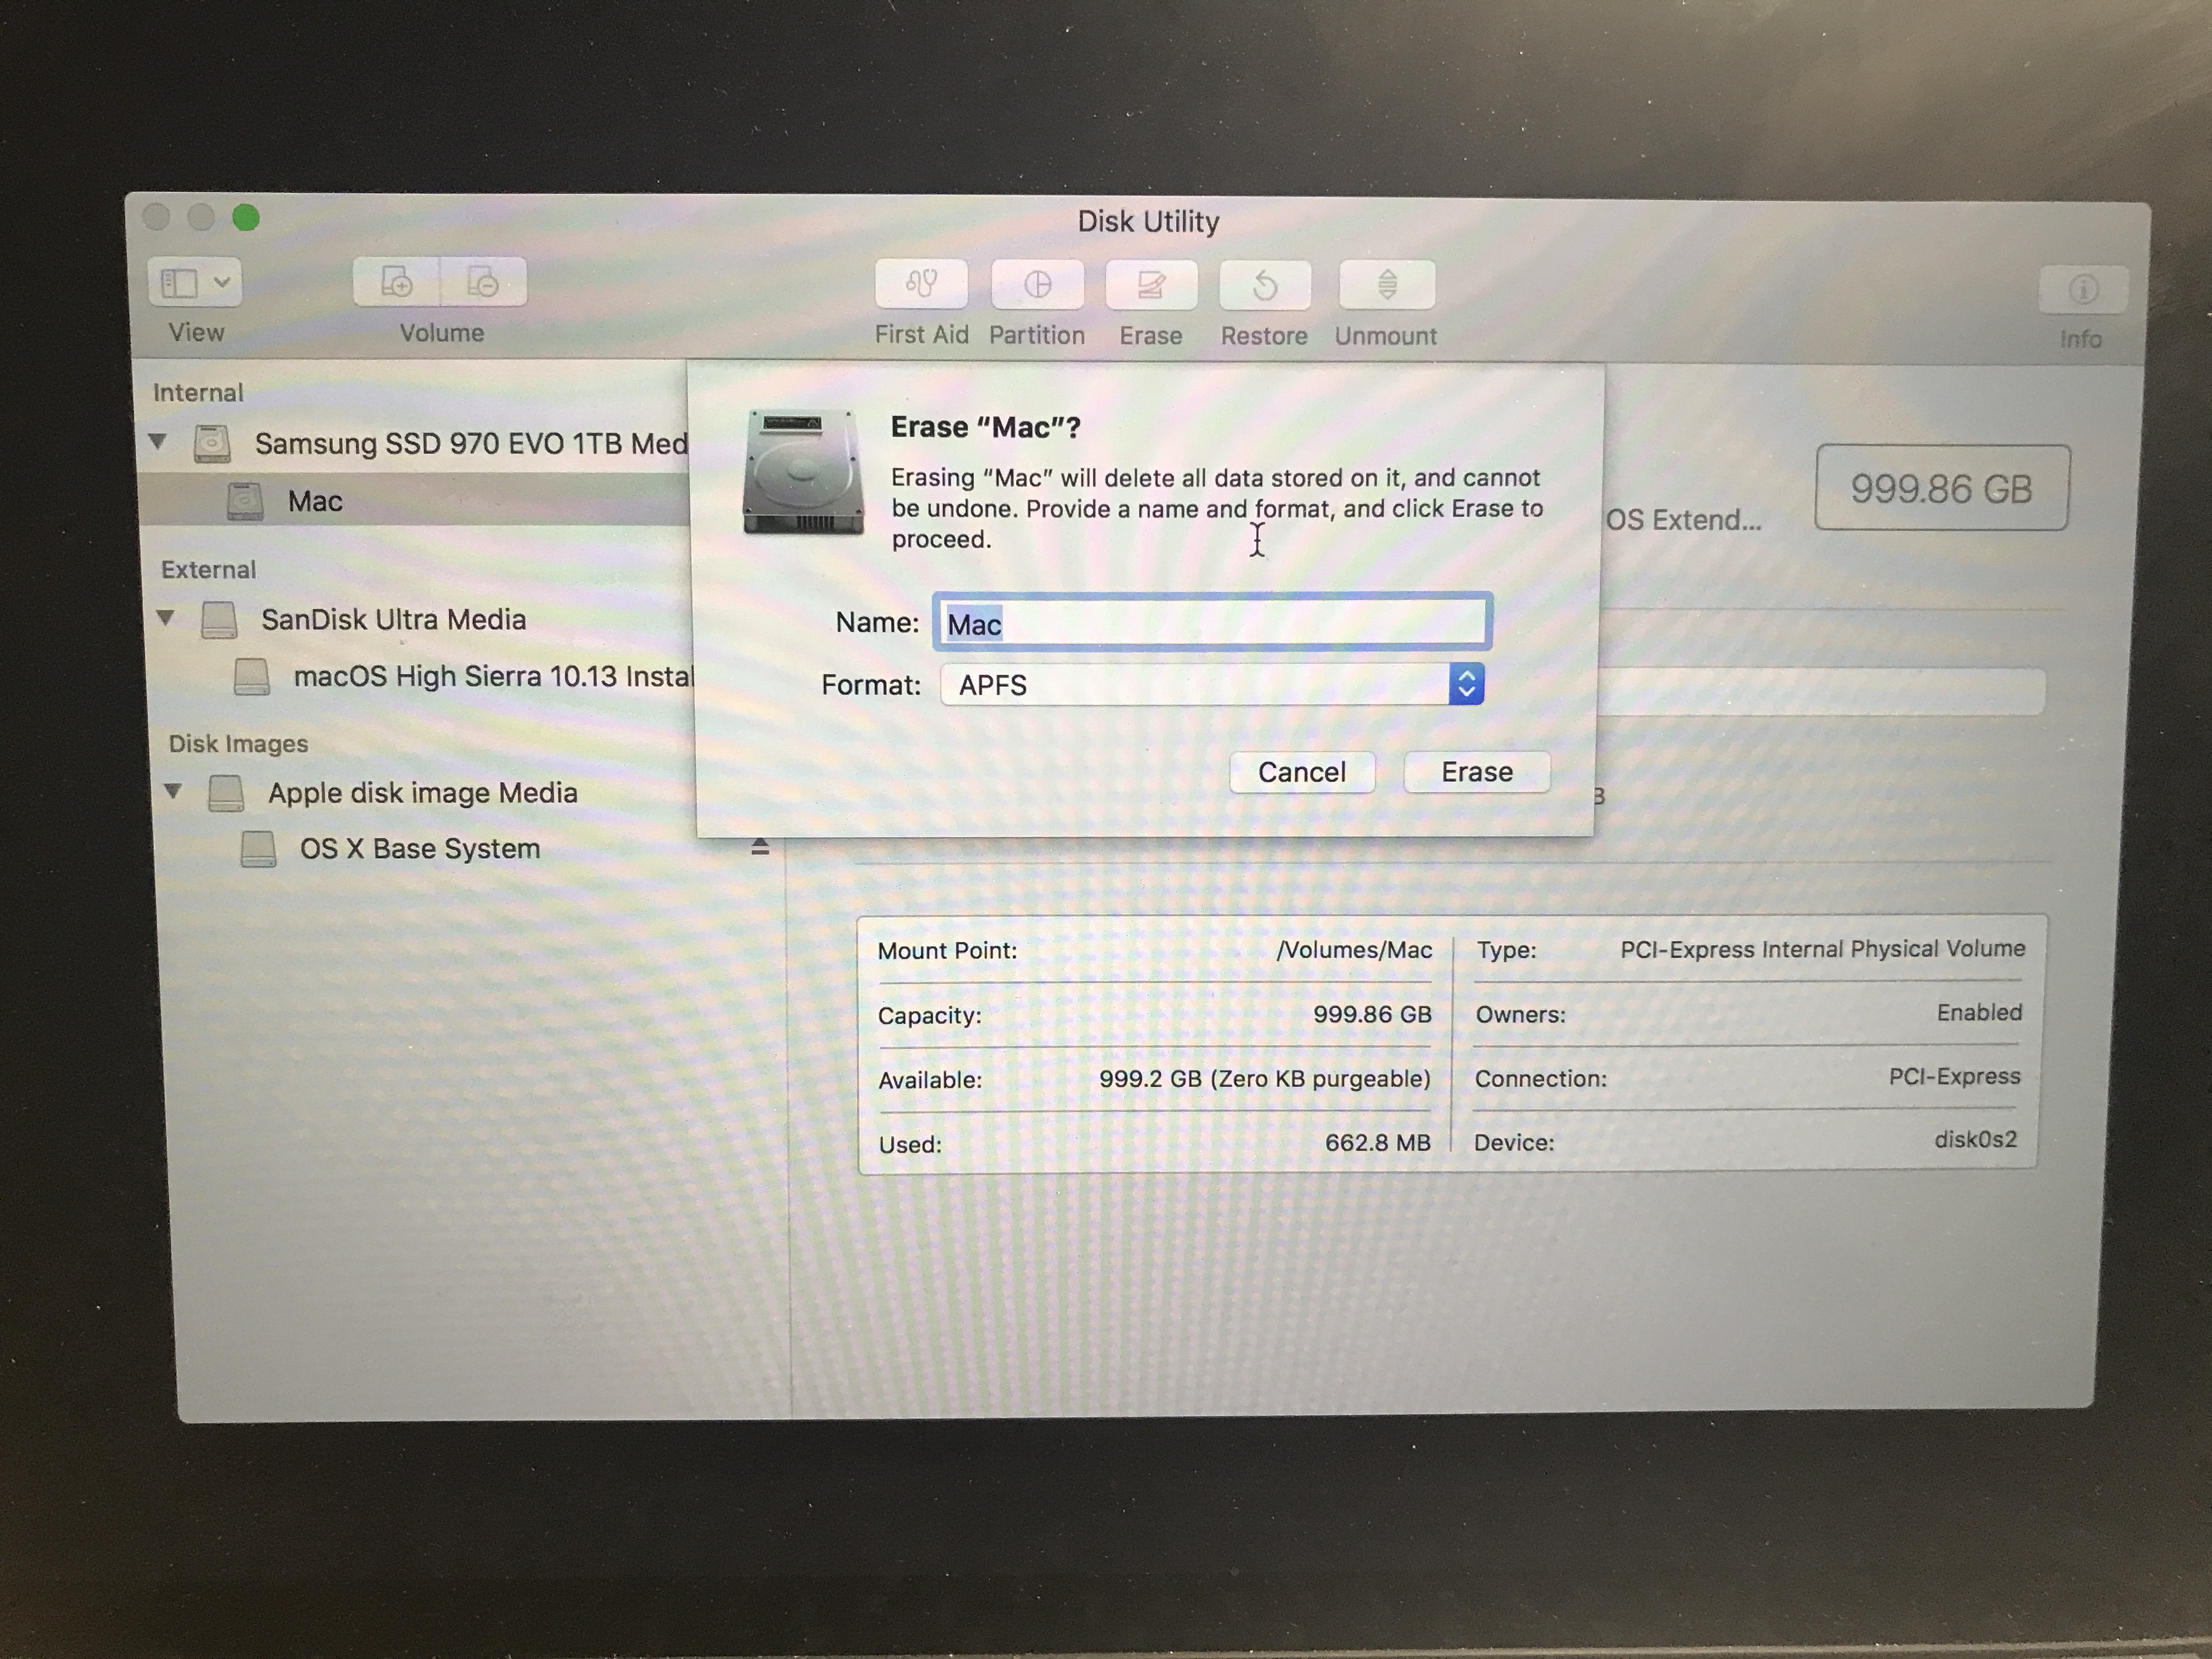 Disk Utility
View
Volume
First Aid
Partition
Erase
Restore
Unmount
Info
Internal
Samsung SSD 970 EVO 1TB Med
Mac
External
SanDisk Ultra Media
macOS High Sierra 10.13 Instal
Disk Images
Apple disk image Media
OS X Base System
Erase “Mac”?
Erasing “Mac” will delete all data stored on it, and cannot
be undone. Provide a name and format, and click Erase to
proceed.
Name: Mac
Format: APFS
Cancel
Erase
OS Extend...
999.86 GB
B
Mount Point: /Volumes/Mac
Capacity: 999.86 GB
Available: 999.2 GB (Zero KB purgeable)
Used: 662.8 MB
Type: PCI-Express Internal Physical Volume
Owners: Enabled
Connection: PCI-Express
Device: disk0s2